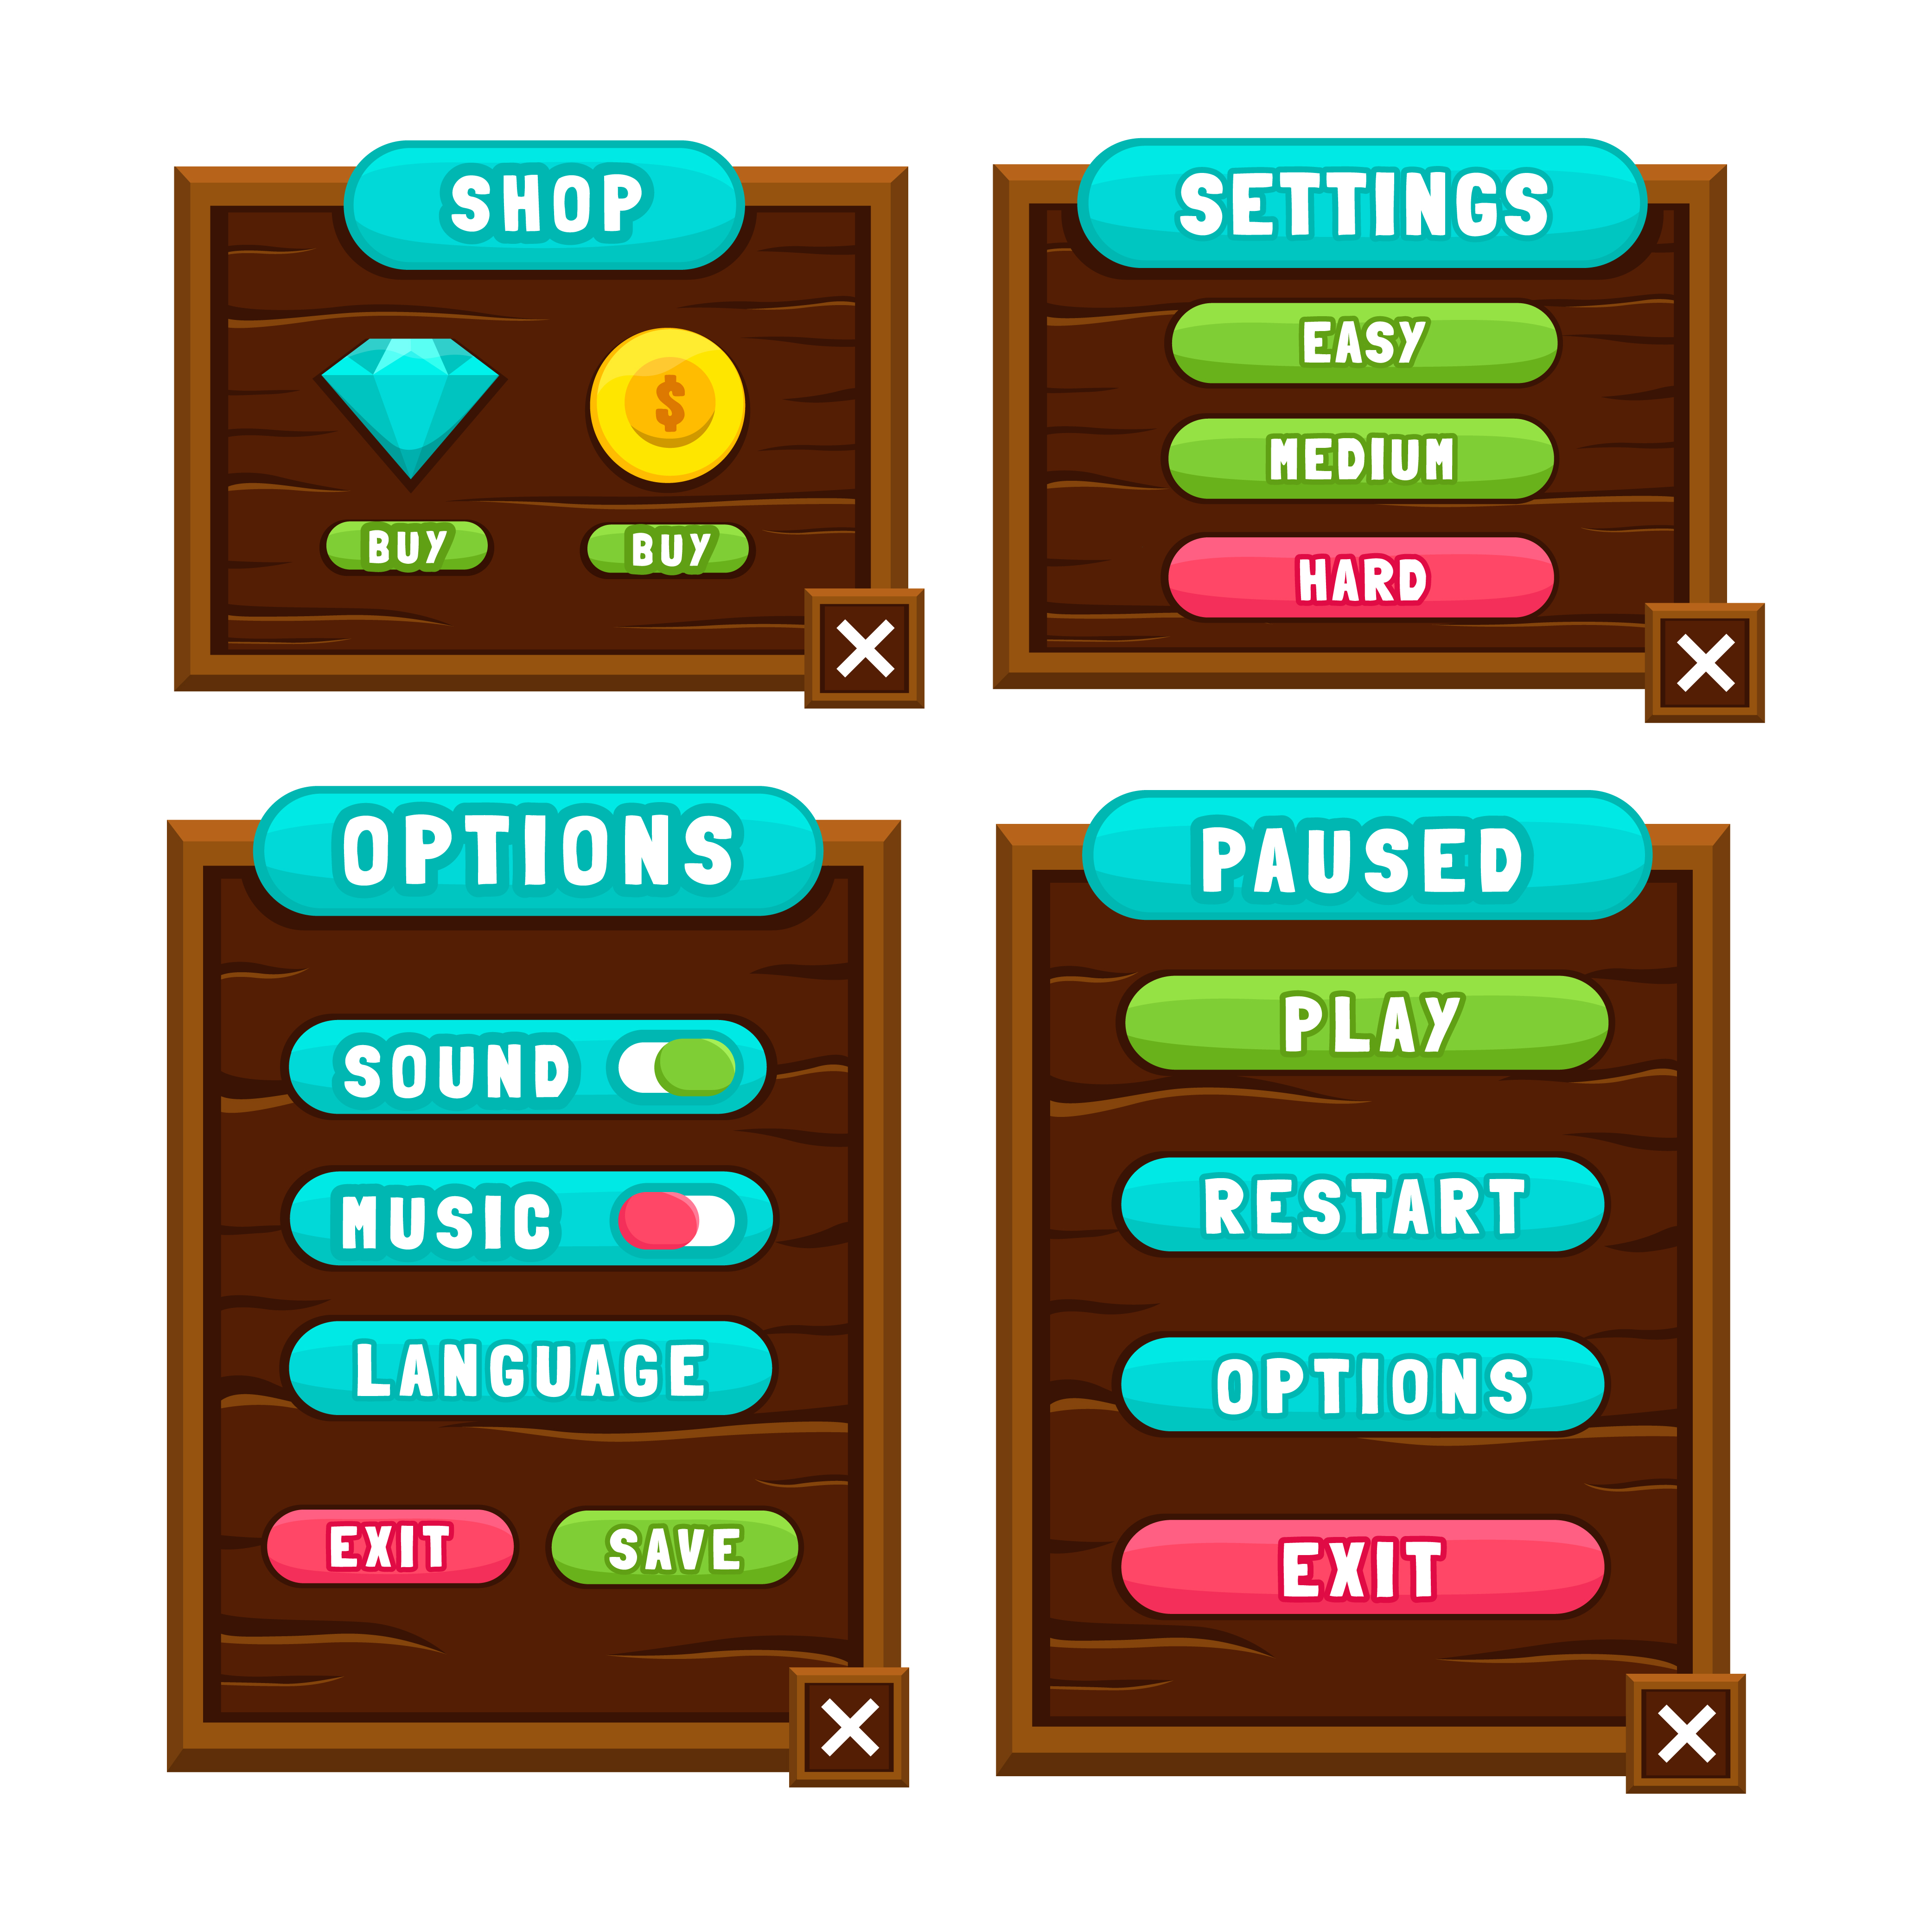 SHOP
$
BUY
BUY
SETTINGS
EASY
MEDIUM
HARD
OPTIONS
SOUND
MUSIC
LANGUAGE
EXIT
SAVE
PAUSED
PLAY
RESTART
OPTIONS
EXIT